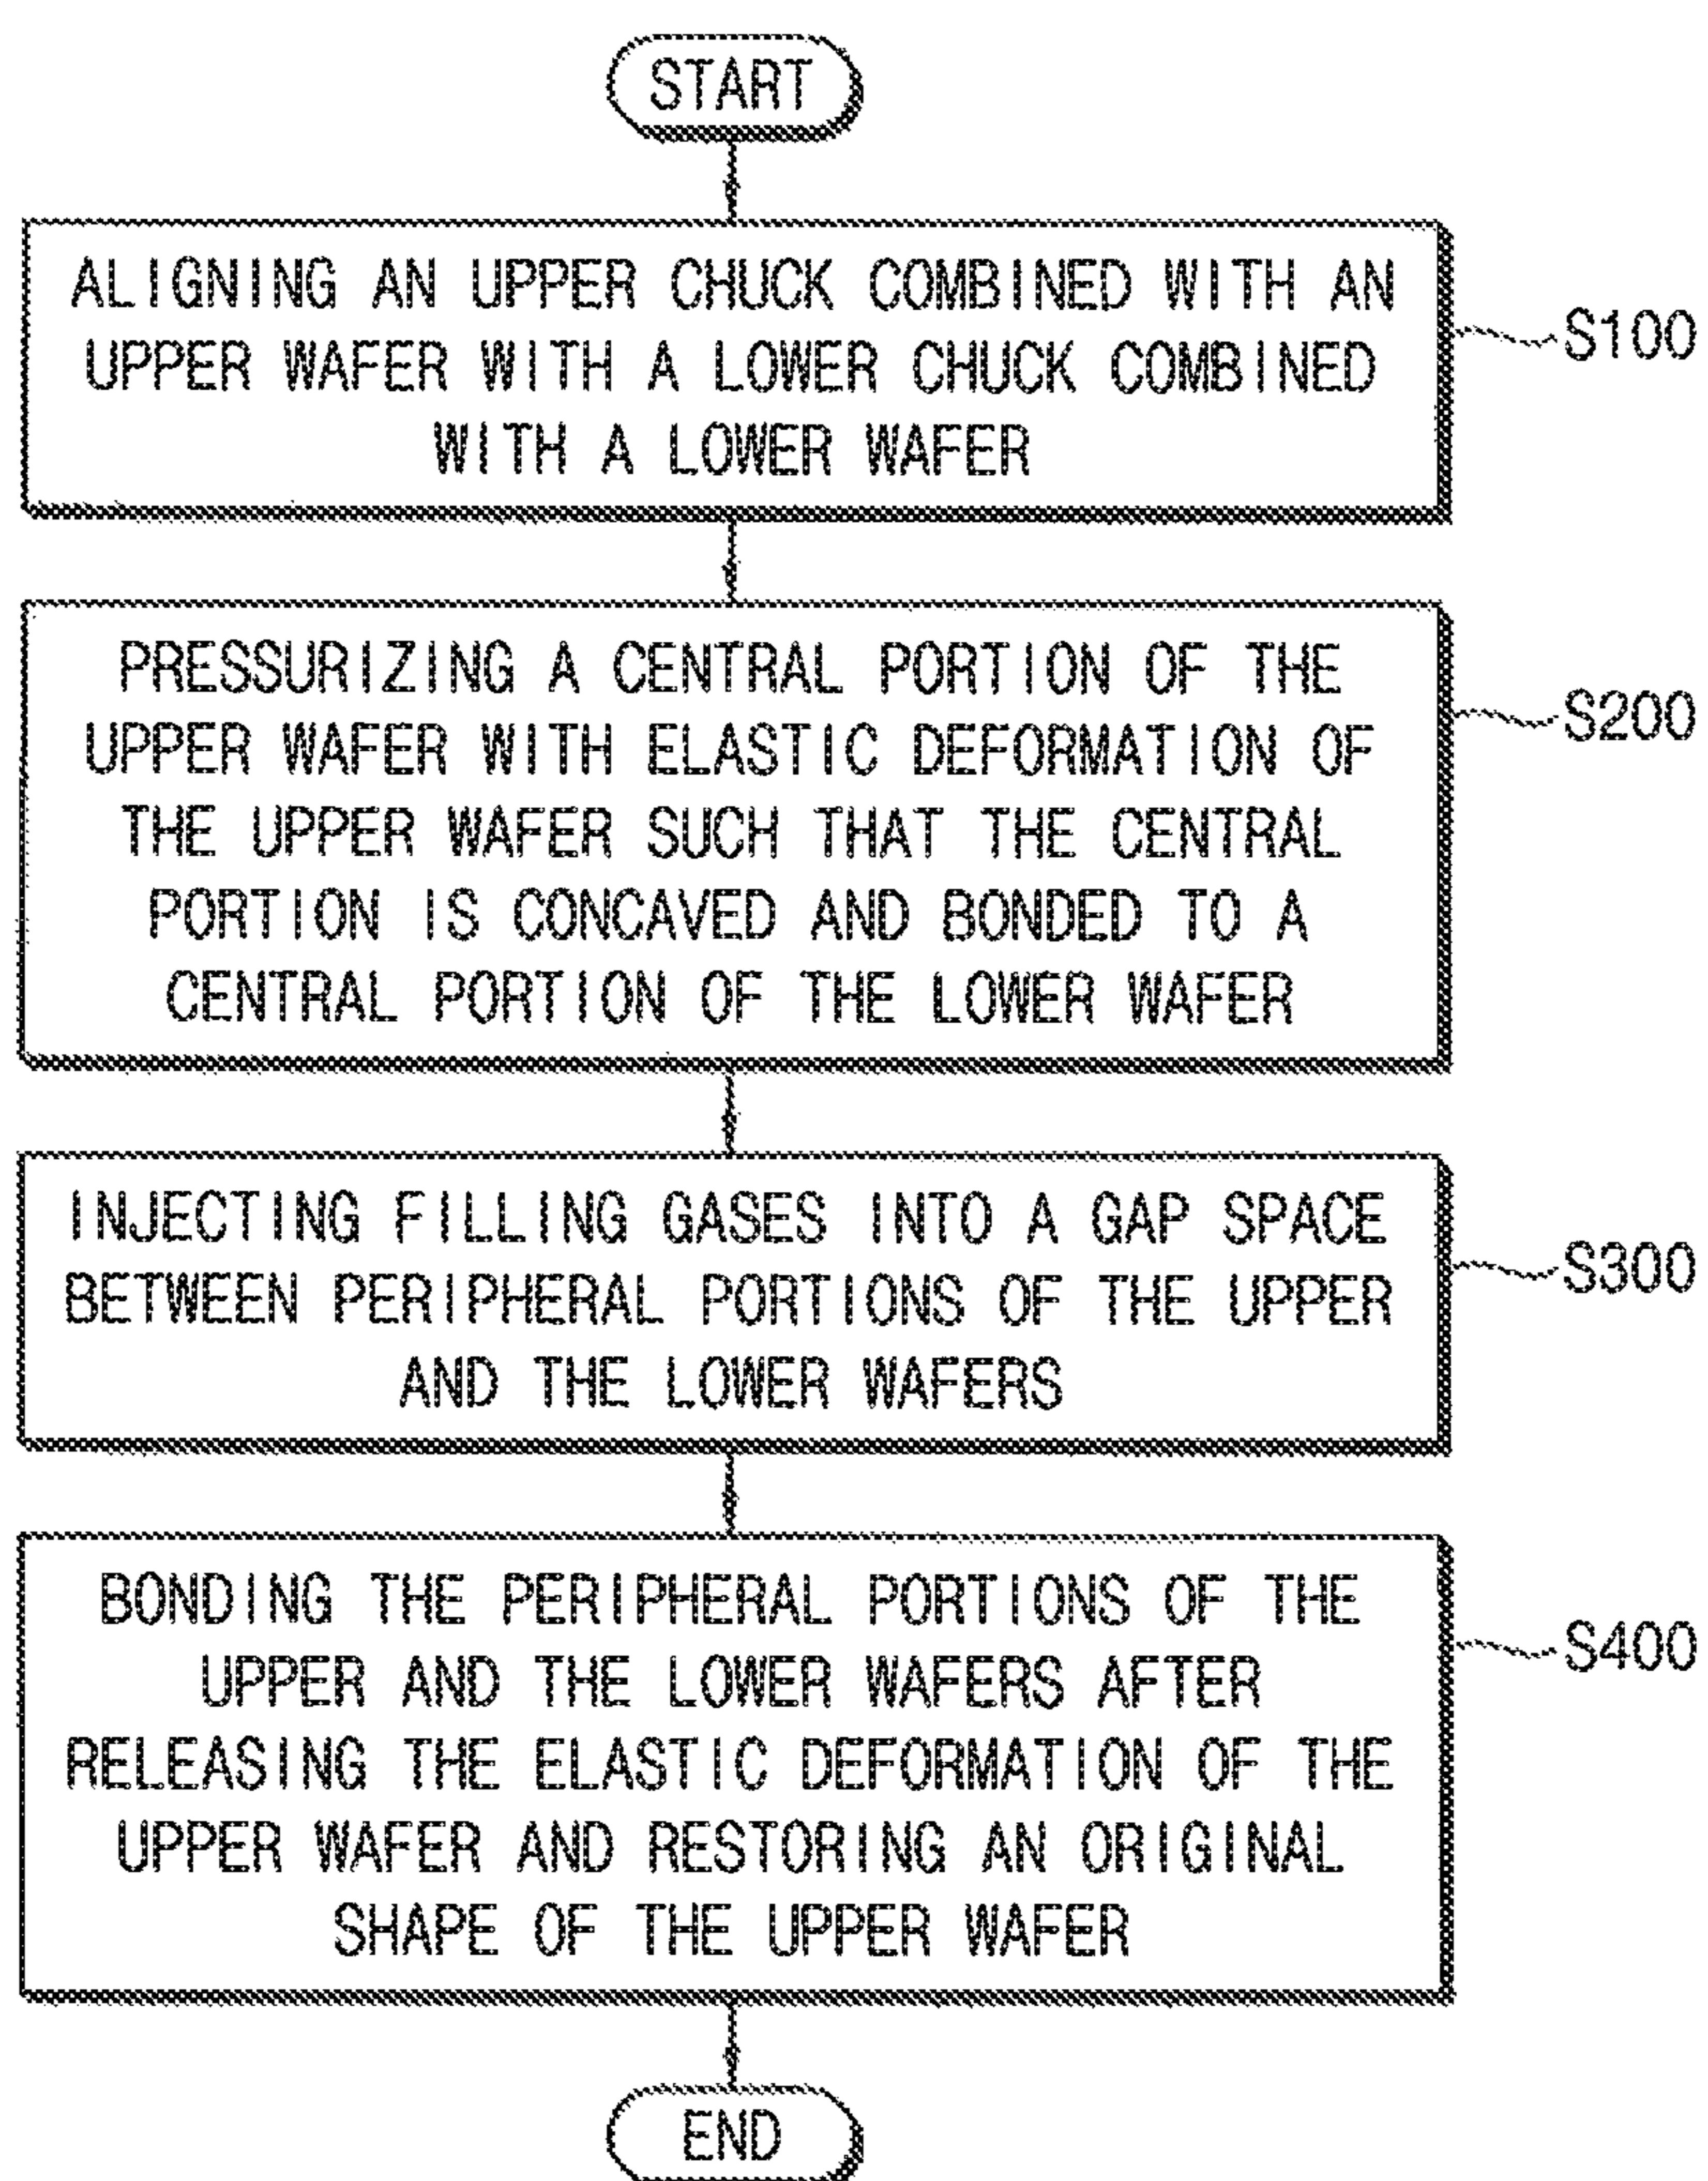 START
ALIGNING AN UPPER CHUCK COMBINED WITH AN
UPPER WAFER WITH A LOWER CHUCK COMBINED
WITH A LOWER WAFER
S100
PRESSURIZING A CENTRAL PORTION OF THE
UPPER WAFER WITH ELASTIC DEFORMATION OF
THE UPPER WAFER SUCH THAT THE CENTRAL
PORTION IS CONCAVED AND BONDED TO A
CENTRAL PORTION OF THE LOWER WAFER
S200
INJECTING FILLING GASES INTO A GAP SPACE
BETWEEN PERIPHERAL PORTIONS OF THE UPPER
AND THE LOWER WAFERS
S300
BONDING THE PERIPHERAL PORTIONS OF THE
UPPER AND THE LOWER WAFERS AFTER
RELEASING THE ELASTIC DEFORMATION OF THE
UPPER WAFER AND RESTORING AN ORIGINAL
SHAPE OF THE UPPER WAFER
S400
END